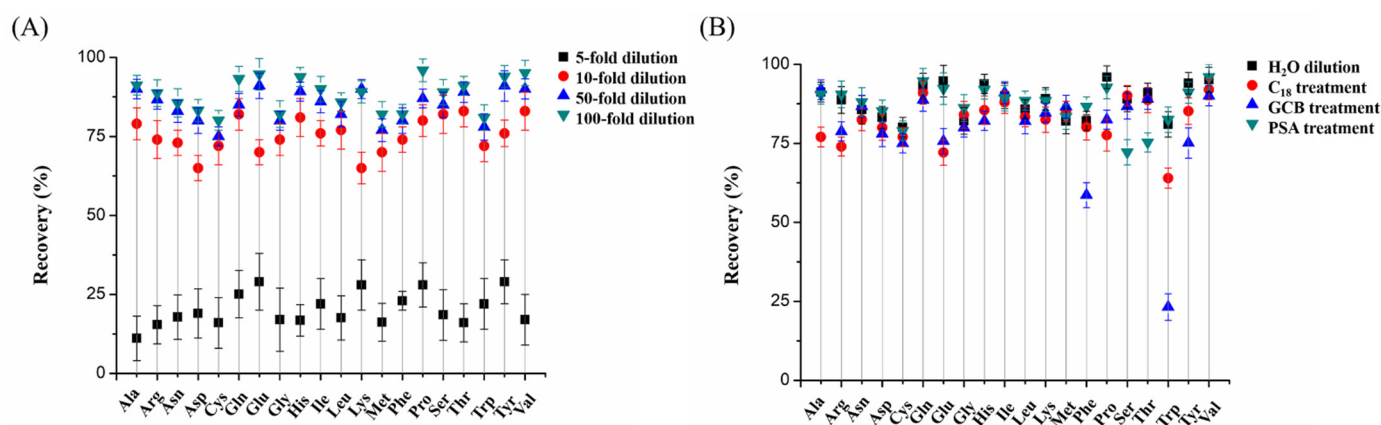 (A)
100
75
50
25
0
Recovery (%)
Ala Arg Asn Asp Cys Gln Glu Gly His Ile Leu Lys Met Phe Pro Ser Thr Trp Tyr Val
5-fold dilution
10-fold dilution
50-fold dilution
100-fold dilution
(B)
100
75
50
25
0
Recovery (%)
Ala Arg Asn Asp Cys Gln Glu Gly His Ile Leu Lys Met Phe Pro Ser Thr Trp Tyr Val
H₂O dilution
C₁₈ treatment
GCB treatment
PSA treatment